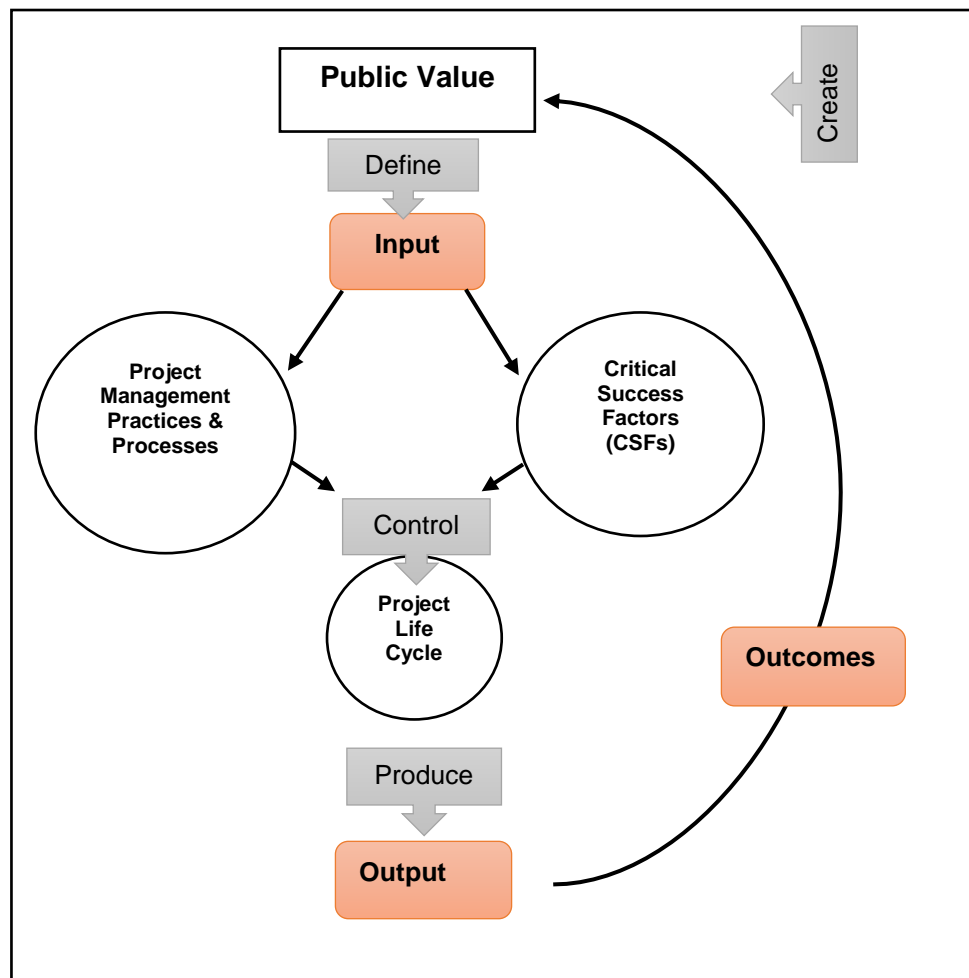 Public Value
Create
Define
Input
Project
Management
Practices &
Processes
Critical
Success
Factors
(CSFs)
Control
Project
Life
Cycle
Outcomes
Produce
Output